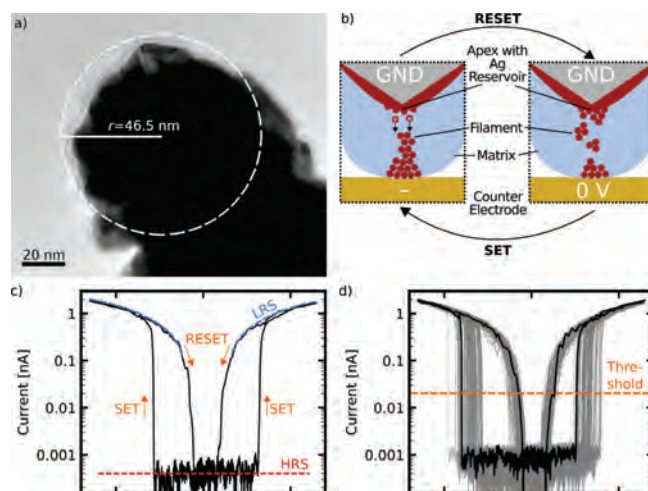 a)
r=46.5 nm
20 nm
b)
RESET
Apex with
Ag
Reservoir
GND
GND
Filament
Matrix
Counter
Electrode
–
0 V
SET
c)
Current [nA]
1
0.1
0.01
0.001
LRS
RESET
SET
SET
HRS
d)
Current [nA]
1
0.1
0.01
0.001
Thre-
shold